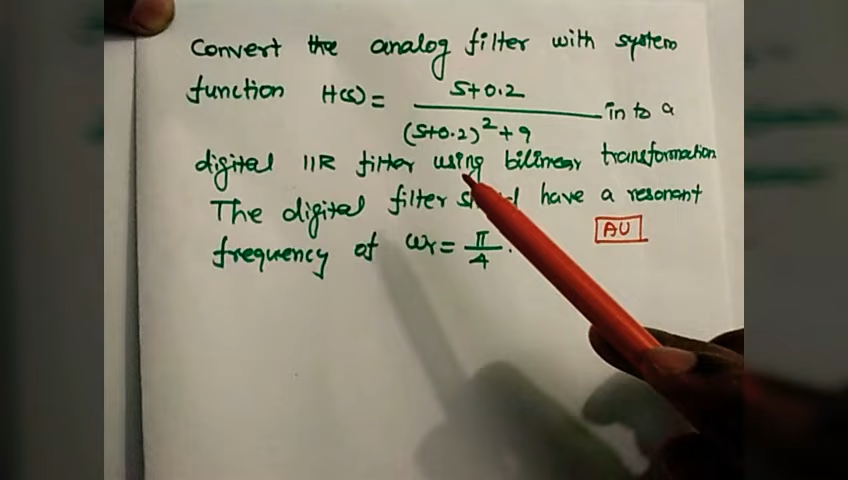 Convert the analog filter with system
function H(s) = s+0.2 / (s+0.2)² + 9 in to a
digital IIR filter using bilinear transformation
The digital filter have a resonant
frequency of ωr = π/4 .
AU